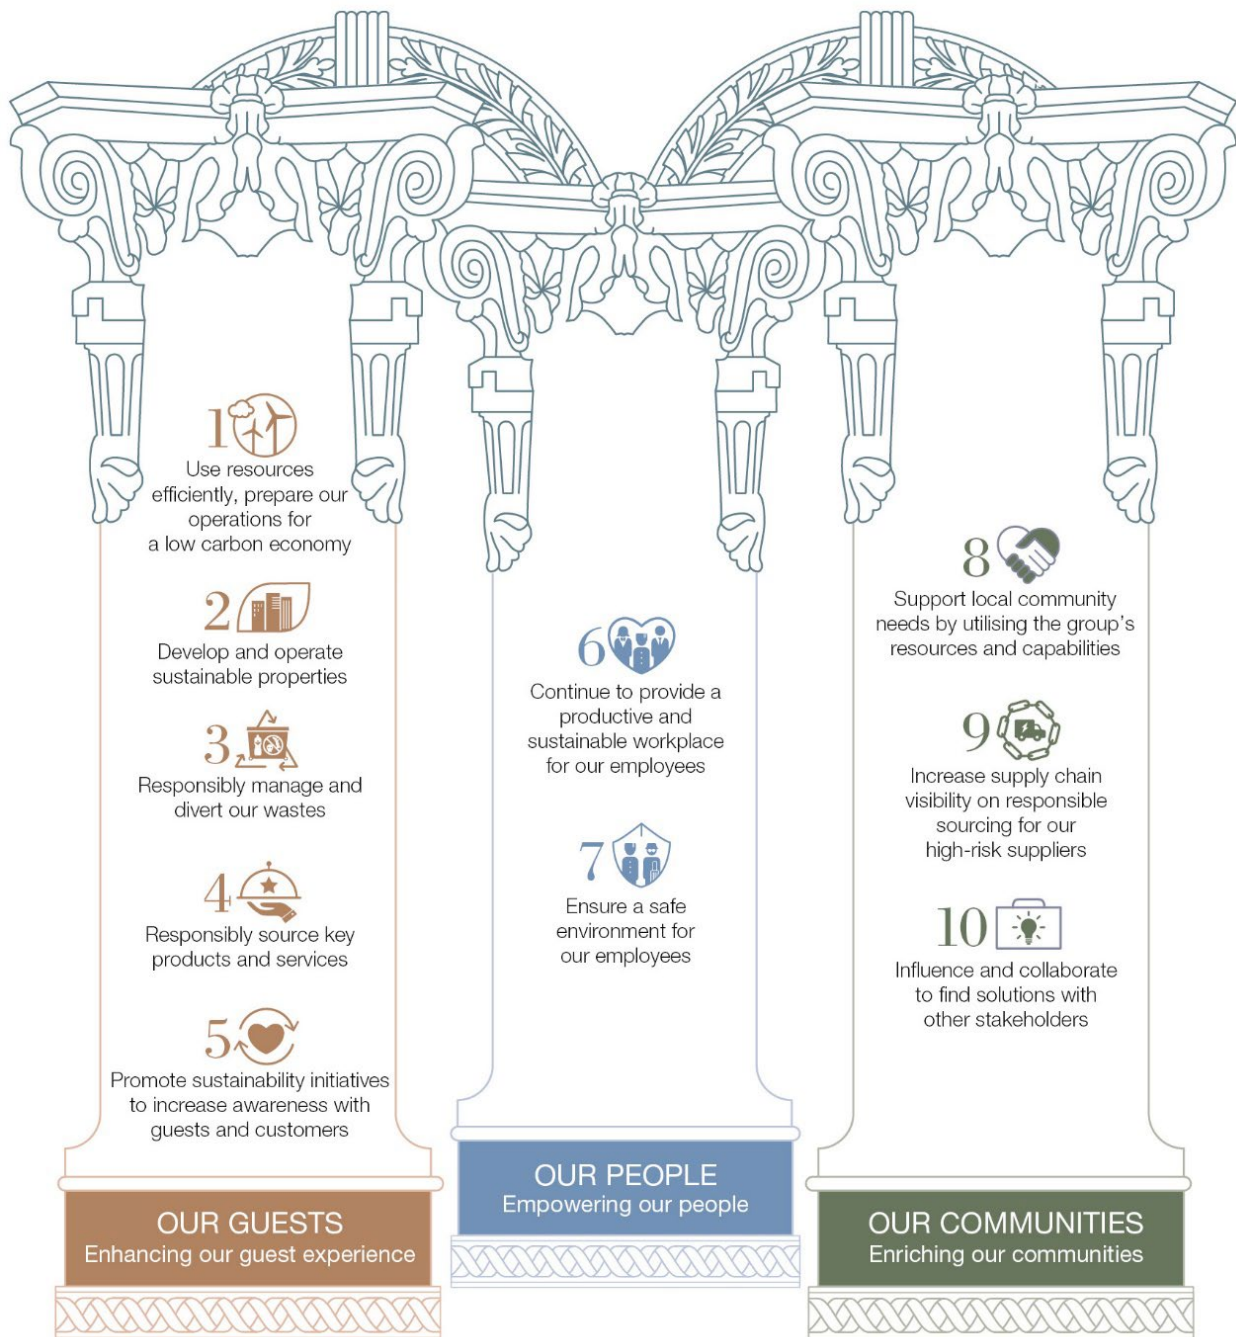 1
Use resources
efficiently, prepare our
operations for
a low carbon economy
2
Develop and operate
sustainable properties
3
Responsibly manage and
divert our wastes
4
Responsibly source key
products and services
5
Promote sustainability initiatives
to increase awareness with
guests and customers
OUR GUESTS
Enhancing our guest experience
6
Continue to provide a
productive and
sustainable workplace
for our employees
7
Ensure a safe
environment for
our employees
OUR PEOPLE
Empowering our people
8
Support local community
needs by utilising the group's
resources and capabilities
9
Increase supply chain
visibility on responsible
sourcing for our
high-risk suppliers
10
Influence and collaborate
to find solutions with
other stakeholders
OUR COMMUNITIES
Enriching our communities